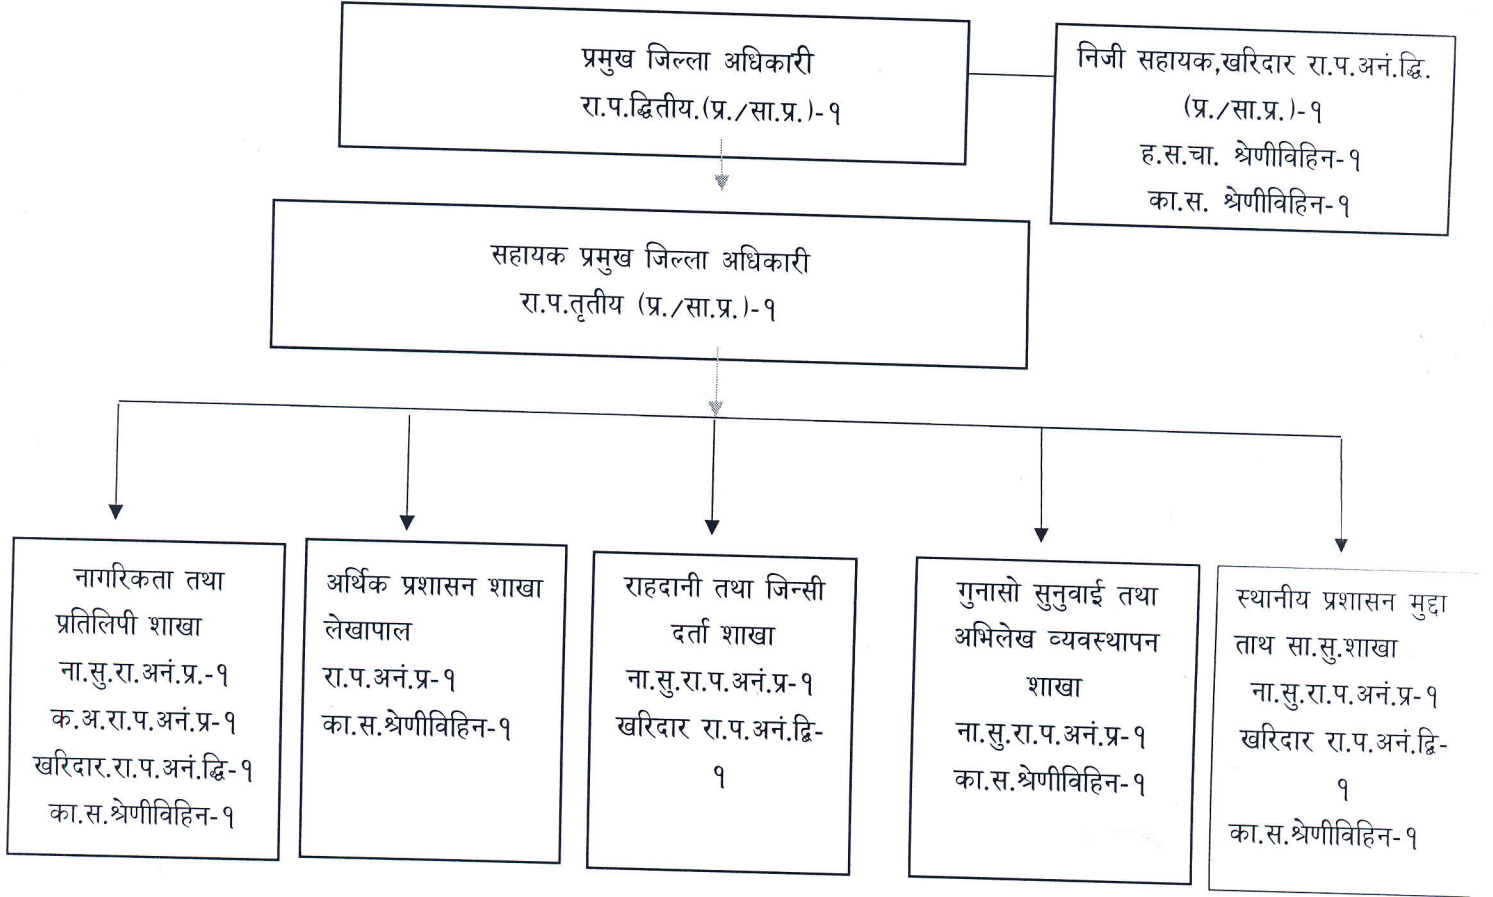 प्रमुख जिल्ला अधिकारी
रा.प.द्धितीय.(प्र./सा.प्र.)-१
निजी सहायक,खरिदार रा.प.अनं.द्धि.
(प्र./सा.प्र.)-१
ह.स.चा. श्रेणीविहिन-१
का.स. श्रेणीविहिन-१
सहायक प्रमुख जिल्ला अधिकारी
रा.प.तृतीय (प्र./सा.प्र.)-१
नागरिकता तथा
प्रतिलिपी शाखा
ना.सु.रा.अनं.प्र.-१
क.अ.रा.प.अनं.प्र-१
खरिदार.रा.प.अनं.द्धि-१
का.स.श्रेणीविहिन-१
अर्थिक प्रशासन शाखा
लेखापाल
रा.प.अनं.प्र-१
का.स.श्रेणीविहिन-१
राहदानी तथा जिन्सी
दर्ता शाखा
ना.सु.रा.प.अनं.प्र-१
खरिदार रा.प.अनं.द्वि-
१
गुनासो सुनुवाई तथा
अभिलेख व्यवस्थापन
शाखा
ना.सु.रा.प.अनं.प्र-१
का.स.श्रेणीविहिन-१
स्थानीय प्रशासन मुद्दा
ताथ सा.सु.शाखा
ना.सु.रा.प.अनं.प्र-१
खरिदार रा.प.अनं.द्वि-
१
का.स.श्रेणीविहिन-१